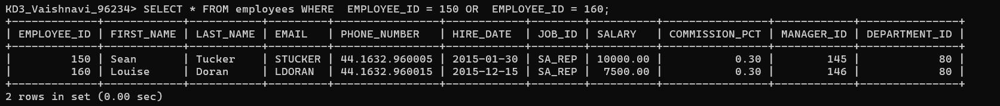 KD3_Vaishnavi_96234> SELECT * FROM employees WHERE  EMPLOYEE_ID = 150 OR  EMPLOYEE_ID = 160;
+-------------+------------+-----------+---------+----------------+------------+--------+----------+----------------+------------+---------------+
| EMPLOYEE_ID | FIRST_NAME | LAST_NAME | EMAIL   | PHONE_NUMBER   | HIRE_DATE  | JOB_ID | SALARY   | COMMISSION_PCT | MANAGER_ID | DEPARTMENT_ID |
+-------------+------------+-----------+---------+----------------+------------+--------+----------+----------------+------------+---------------+
|         150 | Sean       | Tucker    | STUCKER | 44.1632.960005 | 2015-01-30 | SA_REP | 10000.00 |           0.30 |        145 |            80 |
|         160 | Louise     | Doran     | LDORAN  | 44.1632.960015 | 2015-12-15 | SA_REP |  7500.00 |           0.30 |        146 |            80 |
+-------------+------------+-----------+---------+----------------+------------+--------+----------+----------------+------------+---------------+
2 rows in set (0.00 sec)